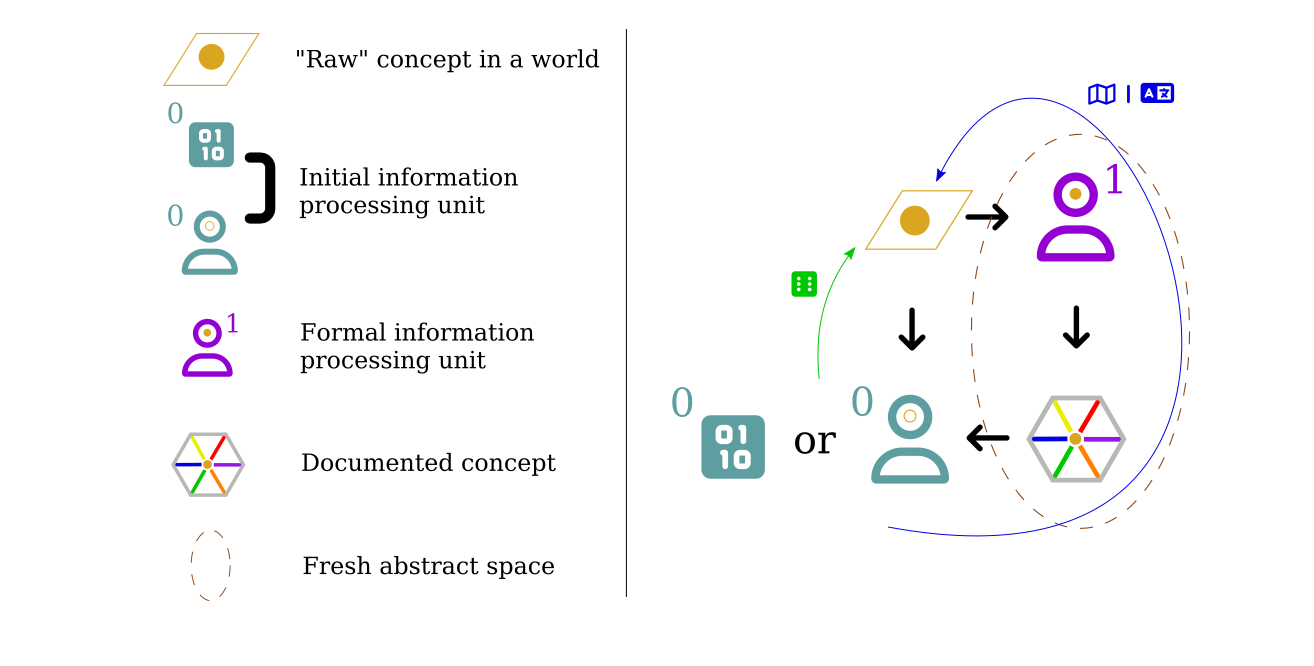 "Raw" concept in a world
0
01
10
Initial information
processing unit
0
1
Formal information
processing unit
Documented concept
Fresh abstract space
A
1
0
01
10
or
0